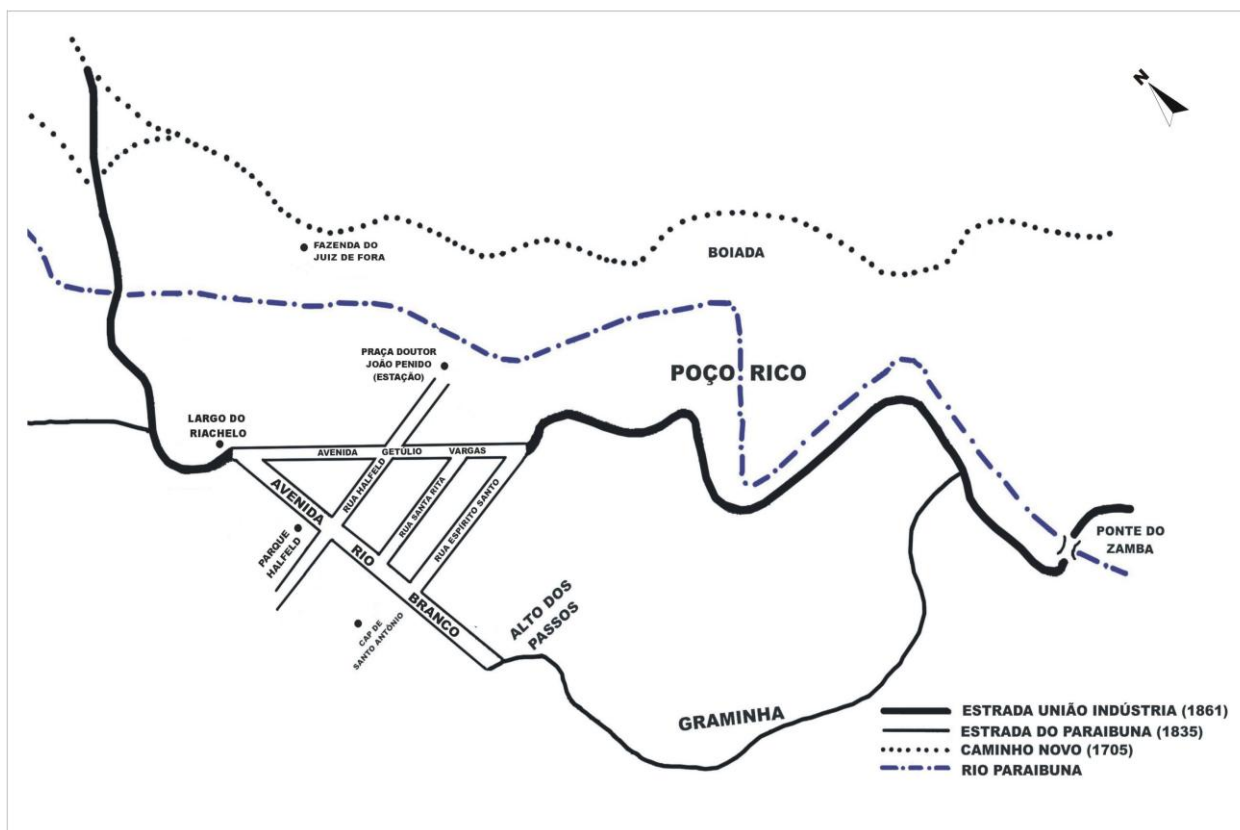 N
FAZENDA DO
JUIZ DE FORA
BOIADA
PRAÇA DOUTOR
JOÃO PENIDO
(ESTAÇÃO)
POÇO RICO
LARGO DO
RIACHELO
AVENIDA GETÚLIO VARGAS
AVENIDA RIO BRANCO
RUA HALFELD
RUA SANTA RITA
RUA ESPÍRITO SANTO
PARQUE
HALFELD
CAP DE
SANTO ANTÓNIO
ALTO DOS
PASSOS
GRAMINHA
PONTE DO
ZAMBA
ESTRADA UNIÃO INDÚSTRIA (1861)
ESTRADA DO PARAIBUNA (1835)
CAMINHO NOVO (1705)
RIO PARAIBUNA